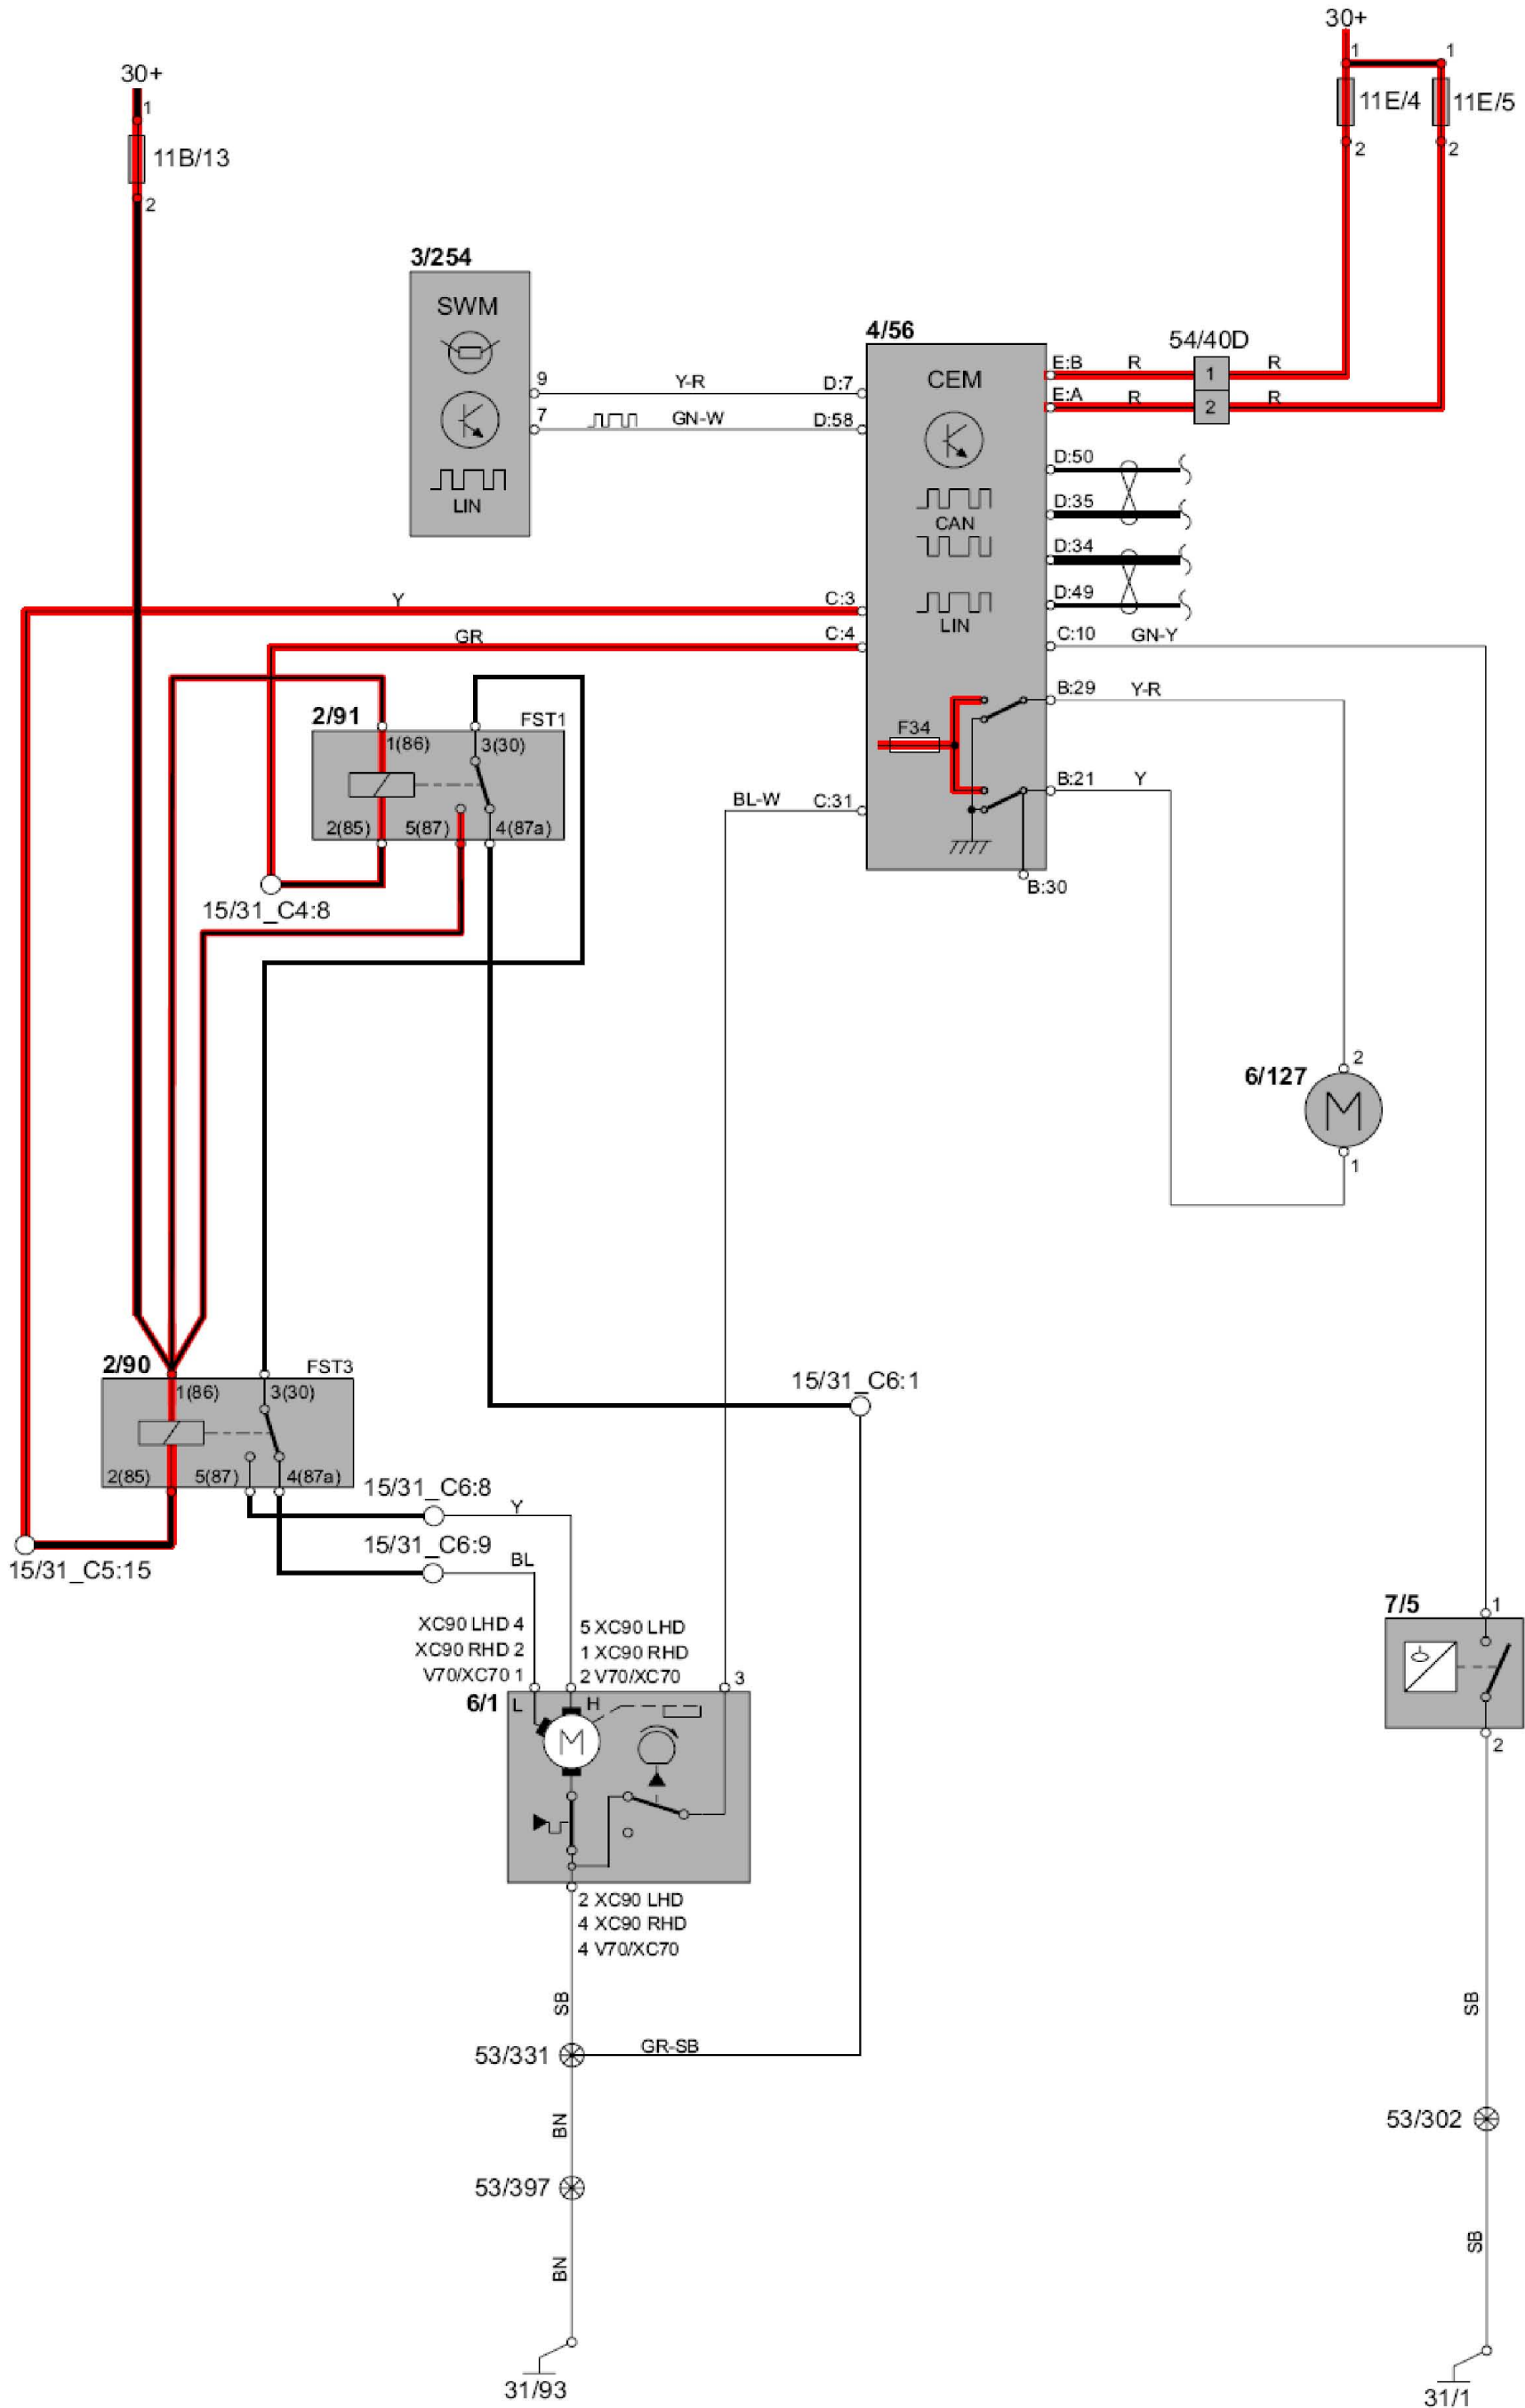 30+
1
1
11E/4
11E/5
2
2
30+
1
11B/13
2
3/254
SWM
LIN
9
Y-R
D:7
7
GN-W
D:58
4/56
CEM
CAN
LIN
54/40D
E:B
R
1
R
E:A
R
2
R
D:50
D:35
D:34
D:49
C:10
GN-Y
Y
C:3
GR
C:4
B:29
Y-R
F34
B:21
Y
BL-W
C:31
B:30
2/91
FST1
1(86)
3(30)
2(85)
5(87)
4(87a)
15/31_C4:8
6/127
2
M
1
2/90
FST3
1(86)
3(30)
2(85)
5(87)
4(87a)
15/31_C6:1
15/31_C6:8
Y
15/31_C6:9
BL
15/31_C5:15
XC90 LHD 4
XC90 RHD 2
V70/XC70 1
5 XC90 LHD
1 XC90 RHD
2 V70/XC70
3
6/1
L
H
M
2 XC90 LHD
4 XC90 RHD
4 V70/XC70
7/5
1
2
SB
53/331
GR-SB
BN
53/397
BN
31/93
SB
53/302
SB
31/1